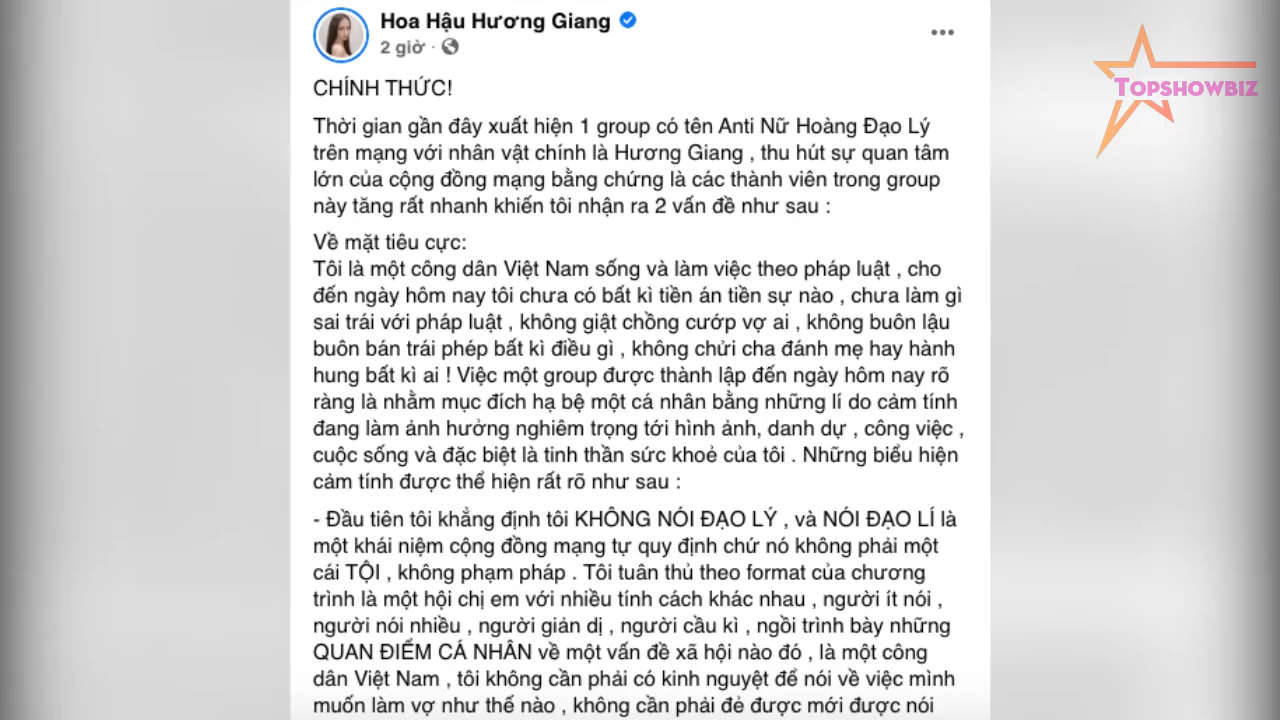 Hoa Hậu Hương Giang
2 giờ ·
TOPSHOWBIZ
CHÍNH THỨC!
Thời gian gần đây xuất hiện 1 group có tên Anti Nữ Hoàng Đạo Lý
trên mạng với nhân vật chính là Hương Giang , thu hút sự quan tâm
lớn của cộng đồng mạng bằng chứng là các thành viên trong group
này tăng rất nhanh khiến tôi nhận ra 2 vấn đề như sau :
Về mặt tiêu cực:
Tôi là một công dân Việt Nam sống và làm việc theo pháp luật , cho
đến ngày hôm nay tôi chưa có bất kì tiền án tiền sự nào , chưa làm gì
sai trái với pháp luật , không giật chồng cướp vợ ai , không buôn lậu
buôn bán trái phép bất kì điều gì , không chửi cha đánh mẹ hay hành
hung bất kì ai ! Việc một group được thành lập đến ngày hôm nay rõ
ràng là nhằm mục đích hạ bệ một cá nhân bằng những lí do cảm tính
đang làm ảnh hưởng nghiêm trọng tới hình ảnh, danh dự , công việc ,
cuộc sống và đặc biệt là tinh thần sức khoẻ của tôi . Những biểu hiện
cảm tính được thể hiện rất rõ như sau :
- Đầu tiên tôi khẳng định tôi KHÔNG NÓI ĐẠO LÝ , và NÓI ĐẠO LÍ là
một khái niệm cộng đồng mạng tự quy định chứ nó không phải một
cái TỘI , không phạm pháp . Tôi tuân thủ theo format của chương
trình là một hội chị em với nhiều tính cách khác nhau , người ít nói ,
người nói nhiều , người giản dị , người cầu kì , ngồi trình bày những
QUAN ĐIỂM CÁ NHÂN về một vấn đề xã hội nào đó , là một công
dân Việt Nam , tôi không cần phải có kinh nguyệt để nói về việc mình
muốn làm vợ như thế nào , không cần phải đẻ được mới được nói